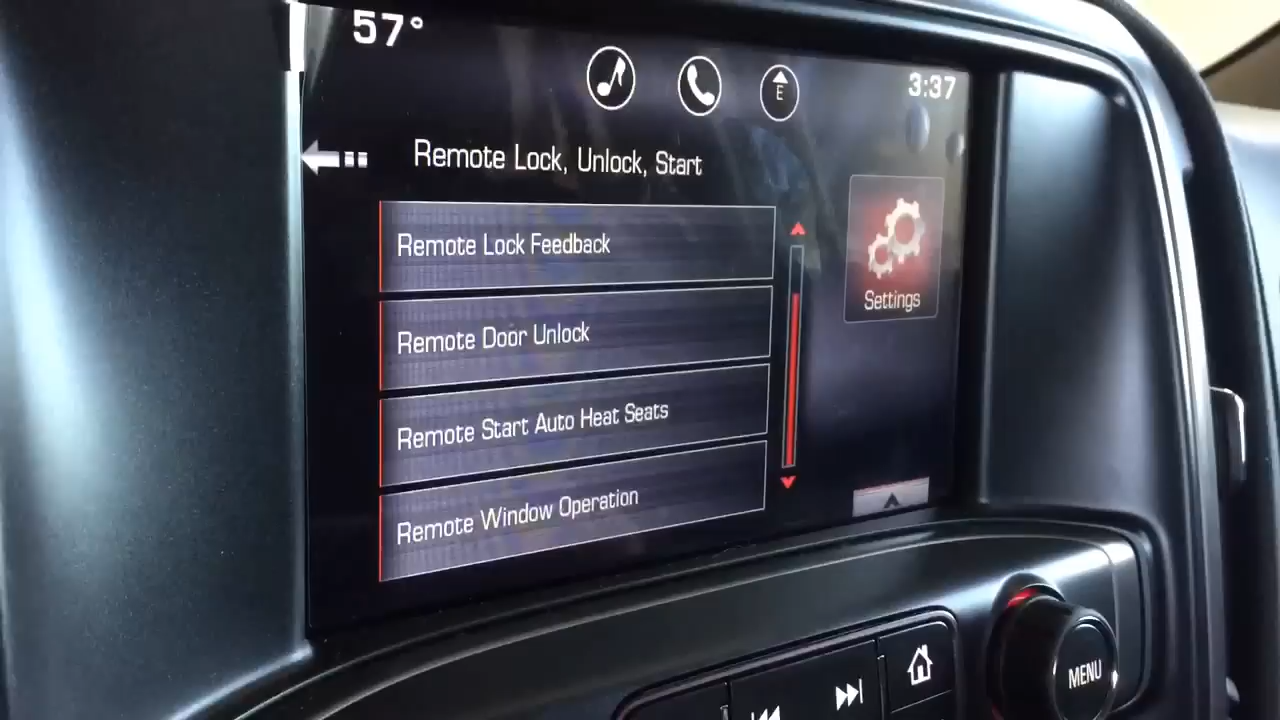 57°
E
3:37
Remote Lock, Unlock, Start
Remote Lock Feedback
Remote Door Unlock
Remote Start Auto Heat Seats
Remote Window Operation
Settings
MENU